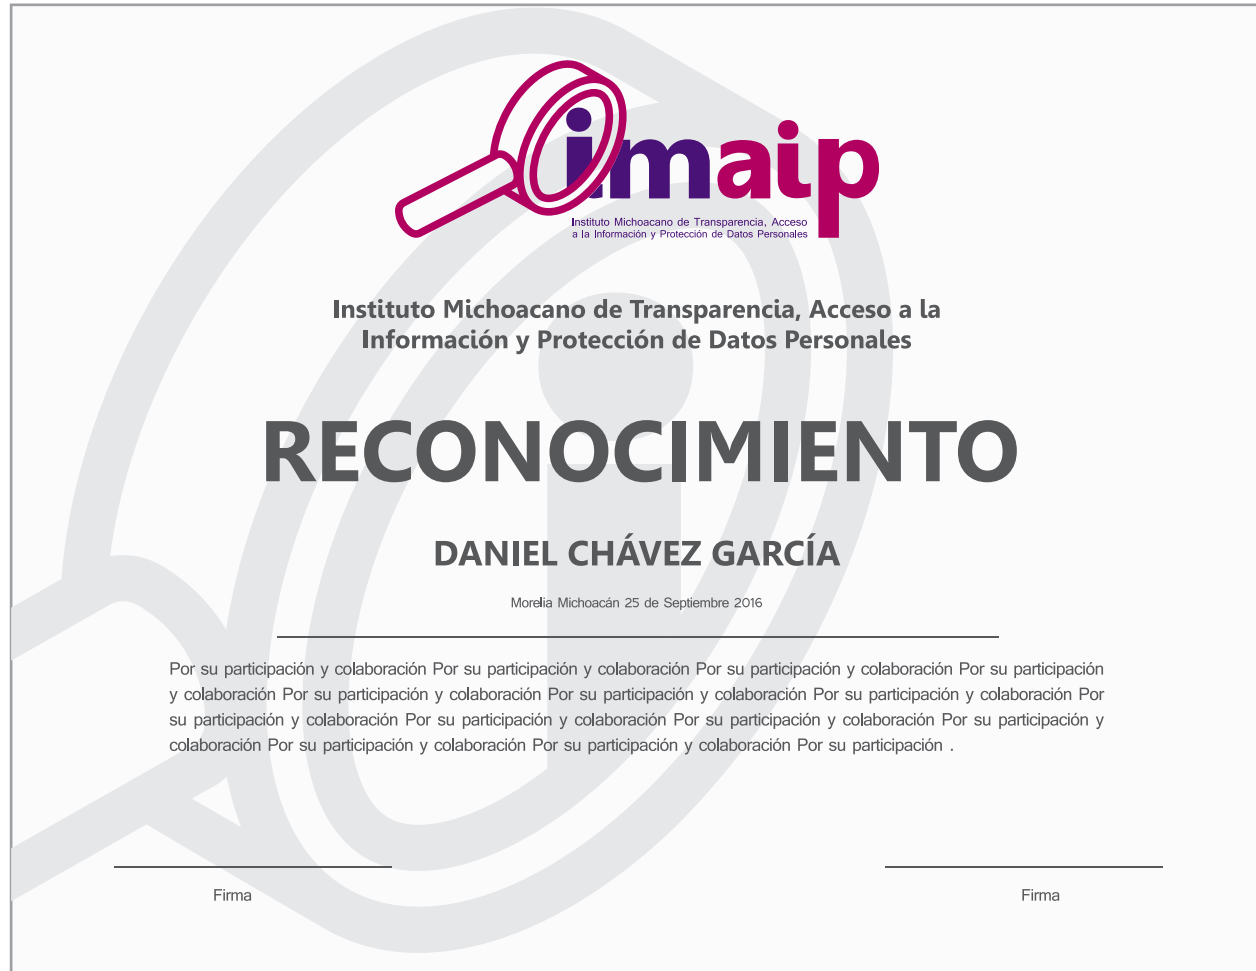 imaip
Instituto Michoacano de Transparencia, Acceso
a la Información y Protección de Datos Personales
Instituto Michoacano de Transparencia, Acceso a la
Información y Protección de Datos Personales
RECONOCIMIENTO
DANIEL CHÁVEZ GARCÍA
Morelia Michoacán 25 de Septiembre 2016
Por su participación y colaboración Por su participación y colaboración Por su participación y colaboración Por su participación
y colaboración Por su participación y colaboración Por su participación y colaboración Por su participación y colaboración Por
su participación y colaboración Por su participación y colaboración Por su participación y colaboración Por su participación y
colaboración Por su participación y colaboración Por su participación y colaboración Por su participación .
Firma
Firma